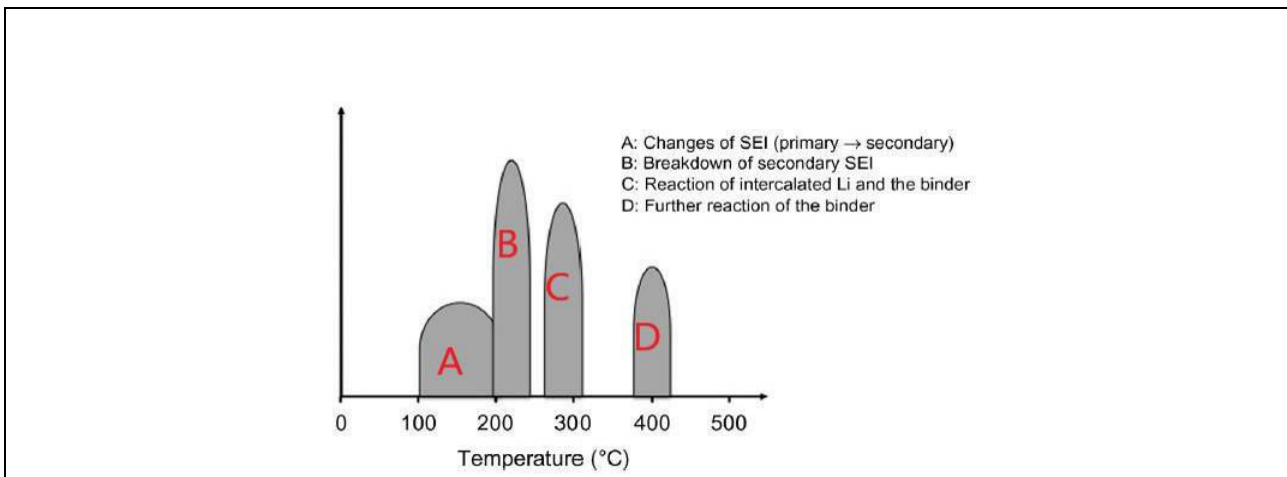 A: Changes of SEI (primary → secondary)
B: Breakdown of secondary SEI
C: Reaction of intercalated Li and the binder
D: Further reaction of the binder
B
C
D
A
0 100 200 300 400 500
Temperature (°C)